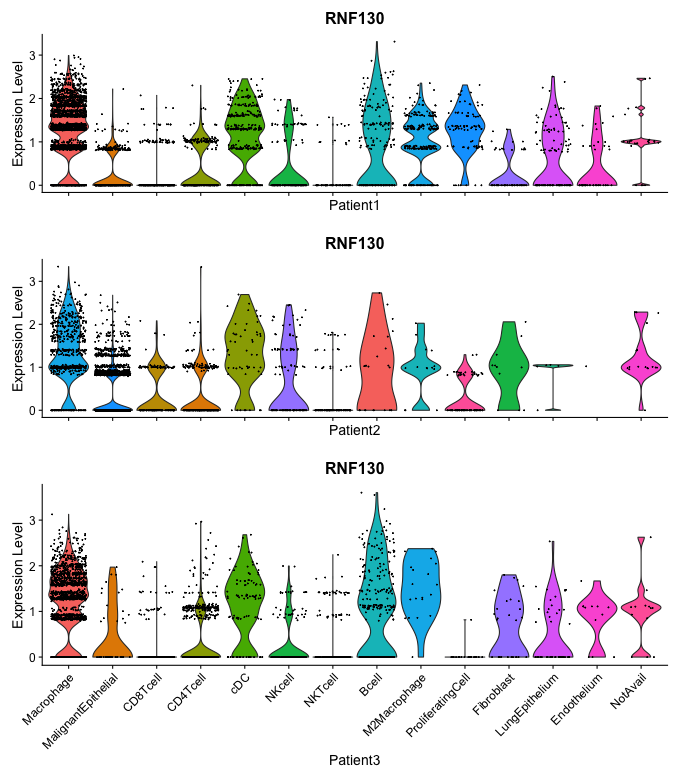 RNF130
Expression Level
3
2
1
0
Patient1
RNF130
Expression Level
3
2
1
0
Patient2
RNF130
Expression Level
3
2
1
0
Macrophage
MalignantEpithelial
CD8Tcell
CD4Tcell
cDC
NKcell
NKTcell
Bcell
M2Macrophage
ProliferatingCell
Fibroblast
LungEpithelium
Endothelium
NotAvail
Patient3